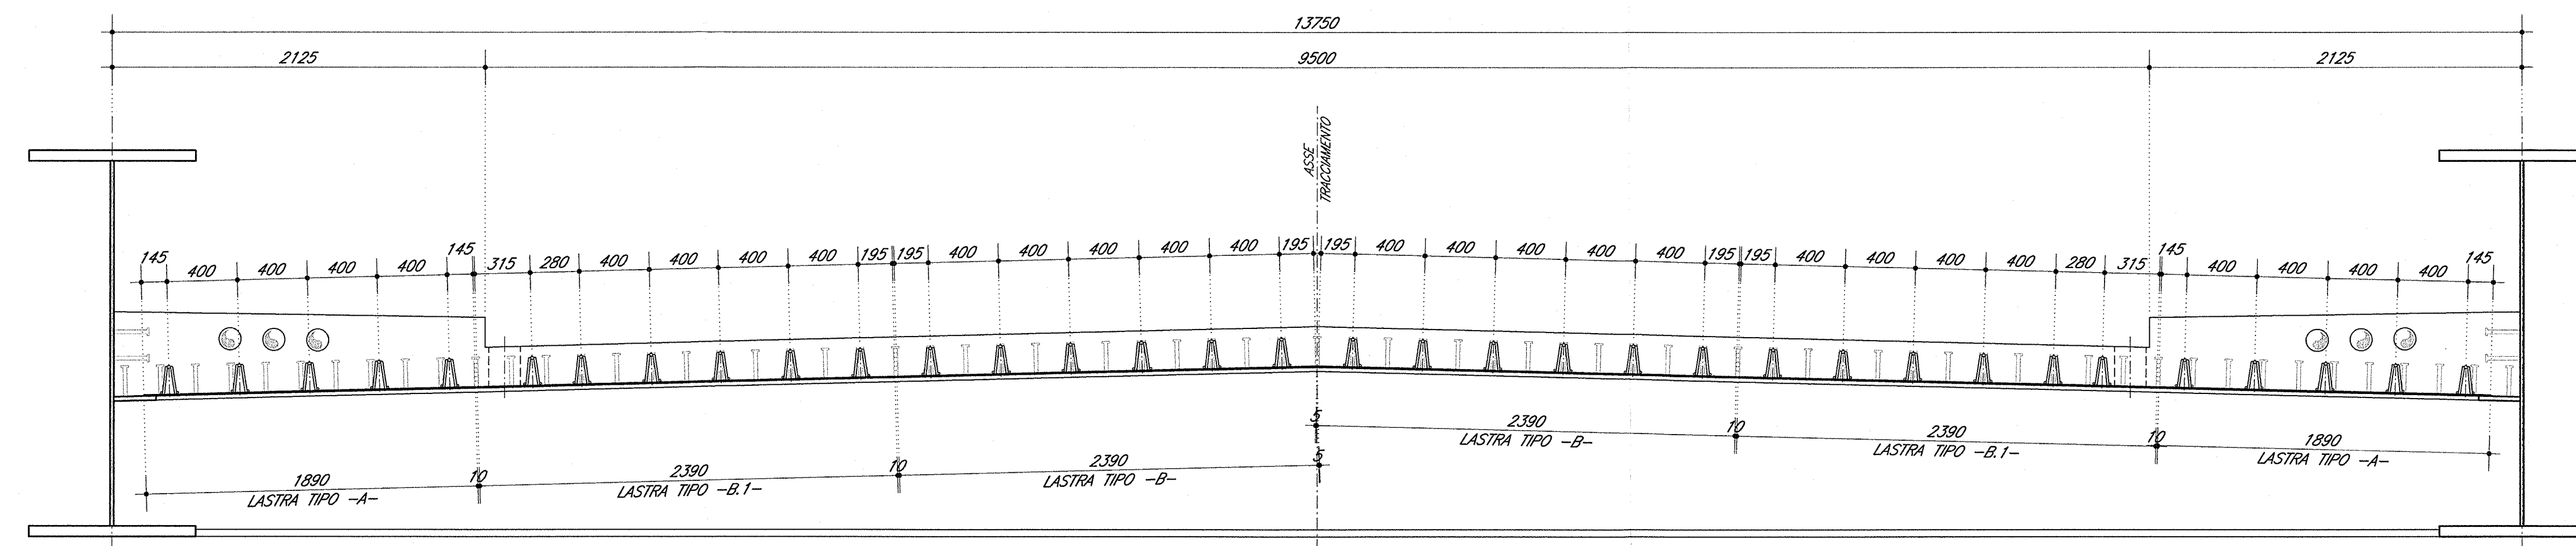 13750
2125 9500 2125
ASSE
TRACCIAMENTO
145 400 400 400 400 145 315 280 400 400 400 400 195 195 400 400 400 400 400 195 195 400 400 400 400 400 195 195 400 400 400 400 280 315 145 400 400 400 400 145
5 2390 10 2390 10 1890
LASTRA TIPO -B- LASTRA TIPO -B.1- LASTRA TIPO -A-
1890 10 2390 10 2390 5
LASTRA TIPO -A- LASTRA TIPO -B.1- LASTRA TIPO -B-